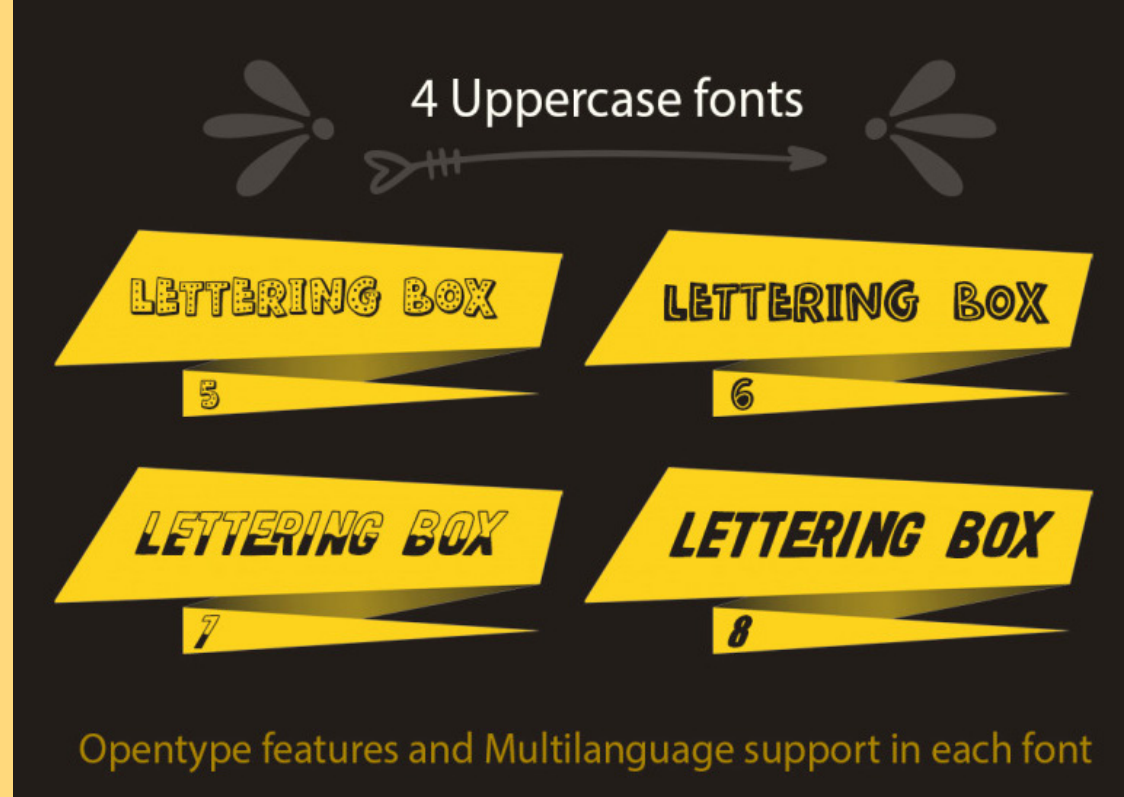 4 Uppercase fonts
LETTERING BOX
5
LETTERING BOX
6
LETTERING BOX
7
LETTERING BOX
8
Opentype features and Multilanguage support in each font